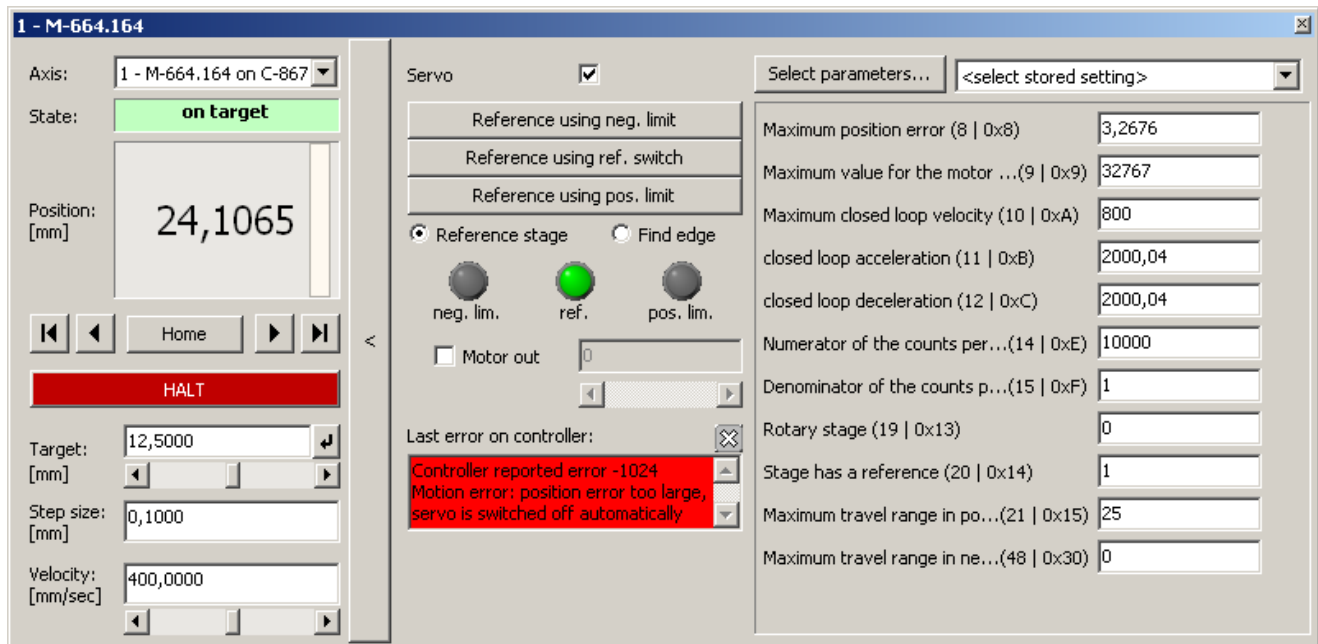 1 - M-664.164
Axis:
1 - M-664.164 on C-867
State:
on target
Position:
[mm]
24,1065
Home
HALT
Target:
[mm]
12,5000
Step size:
[mm]
0,1000
Velocity:
[mm/sec]
400,0000
<
Servo
Reference using neg. limit
Reference using ref. switch
Reference using pos. limit
Reference stage
Find edge
neg. lim.
ref.
pos. lim.
Motor out
0
Last error on controller:
Controller reported error -1024
Motion error: position error too large,
servo is switched off automatically
Select parameters...
<select stored setting>
Maximum position error (8 | 0x8)
3,2676
Maximum value for the motor ...(9 | 0x9)
32767
Maximum closed loop velocity (10 | 0xA)
800
closed loop acceleration (11 | 0xB)
2000,04
closed loop deceleration (12 | 0xC)
2000,04
Numerator of the counts per...(14 | 0xE)
10000
Denominator of the counts p...(15 | 0xF)
1
Rotary stage (19 | 0x13)
0
Stage has a reference (20 | 0x14)
1
Maximum travel range in po...(21 | 0x15)
25
Maximum travel range in ne...(48 | 0x30)
0